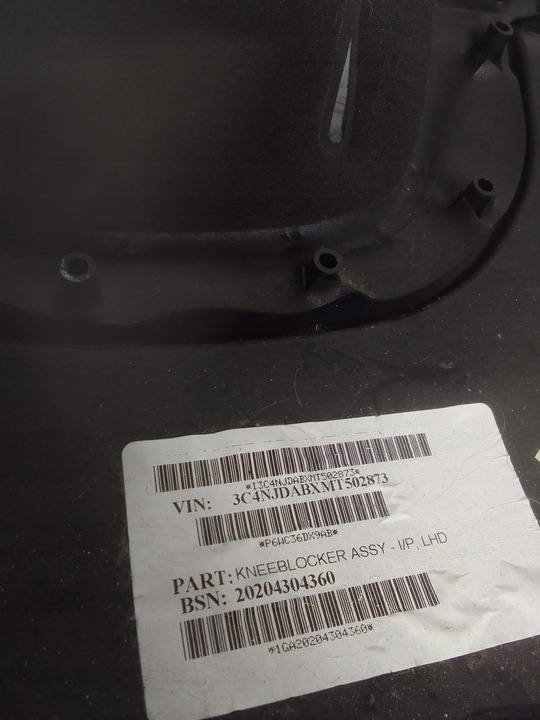 *I3C4NJDABXMT502873*
VIN: 3C4NJDABXMT502873
*P6WC36DX9AB*
PART: KNEEBLOCKER ASSY - I/P, LHD
BSN: 20204304360
*1GA20204304360*